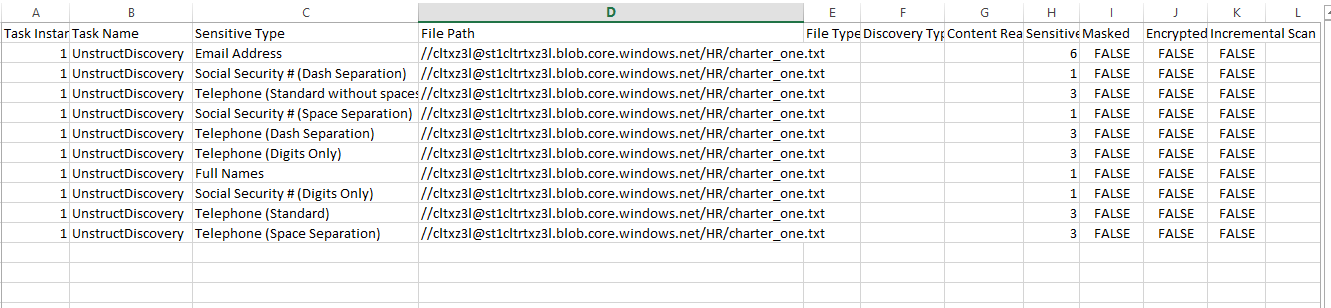 A B C D E F G H I J K L
Task Instar Task Name Sensitive Type File Path File Type Discovery Typ Content Rea Sensitive Masked Encrypted Incremental Scan
1 UnstructDiscovery Email Address //cltxz3l@st1cltrtxz3l.blob.core.windows.net/HR/charter_one.txt 6 FALSE FALSE FALSE
1 UnstructDiscovery Social Security # (Dash Separation) //cltxz3l@st1cltrtxz3l.blob.core.windows.net/HR/charter_one.txt 1 FALSE FALSE FALSE
1 UnstructDiscovery Telephone (Standard without spaces //cltxz3l@st1cltrtxz3l.blob.core.windows.net/HR/charter_one.txt 3 FALSE FALSE FALSE
1 UnstructDiscovery Social Security # (Space Separation) //cltxz3l@st1cltrtxz3l.blob.core.windows.net/HR/charter_one.txt 1 FALSE FALSE FALSE
1 UnstructDiscovery Telephone (Dash Separation) //cltxz3l@st1cltrtxz3l.blob.core.windows.net/HR/charter_one.txt 3 FALSE FALSE FALSE
1 UnstructDiscovery Telephone (Digits Only) //cltxz3l@st1cltrtxz3l.blob.core.windows.net/HR/charter_one.txt 3 FALSE FALSE FALSE
1 UnstructDiscovery Full Names //cltxz3l@st1cltrtxz3l.blob.core.windows.net/HR/charter_one.txt 1 FALSE FALSE FALSE
1 UnstructDiscovery Social Security # (Digits Only) //cltxz3l@st1cltrtxz3l.blob.core.windows.net/HR/charter_one.txt 1 FALSE FALSE FALSE
1 UnstructDiscovery Telephone (Standard) //cltxz3l@st1cltrtxz3l.blob.core.windows.net/HR/charter_one.txt 3 FALSE FALSE FALSE
1 UnstructDiscovery Telephone (Space Separation) //cltxz3l@st1cltrtxz3l.blob.core.windows.net/HR/charter_one.txt 3 FALSE FALSE FALSE